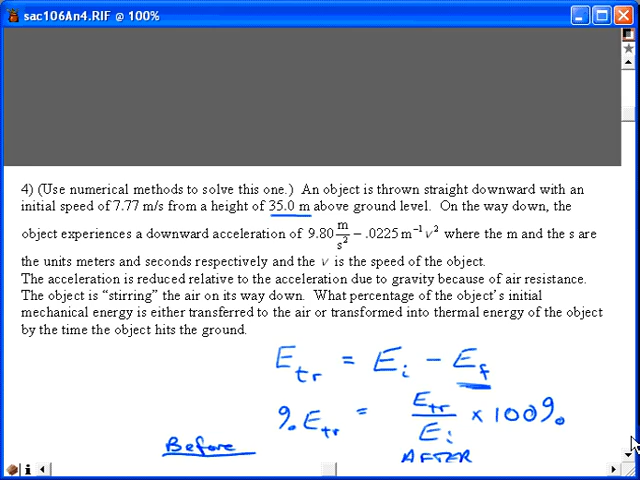 sac106An4.RIF @ 100%
4) (Use numerical methods to solve this one.) An object is thrown straight downward with an
initial speed of 7.77 m/s from a height of 35.0 m above ground level. On the way down, the
object experiences a downward acceleration of 9.80 m/s² − .0225 m⁻¹ v² where the m and the s are
the units meters and seconds respectively and the v is the speed of the object.
The acceleration is reduced relative to the acceleration due to gravity because of air resistance.
The object is “stirring” the air on its way down. What percentage of the object’s initial
mechanical energy is either transferred to the air or transformed into thermal energy of the object
by the time the object hits the ground.
E_tr = E_i − E_f
% E_tr = E_tr / E_i × 100%
Before
AFTER